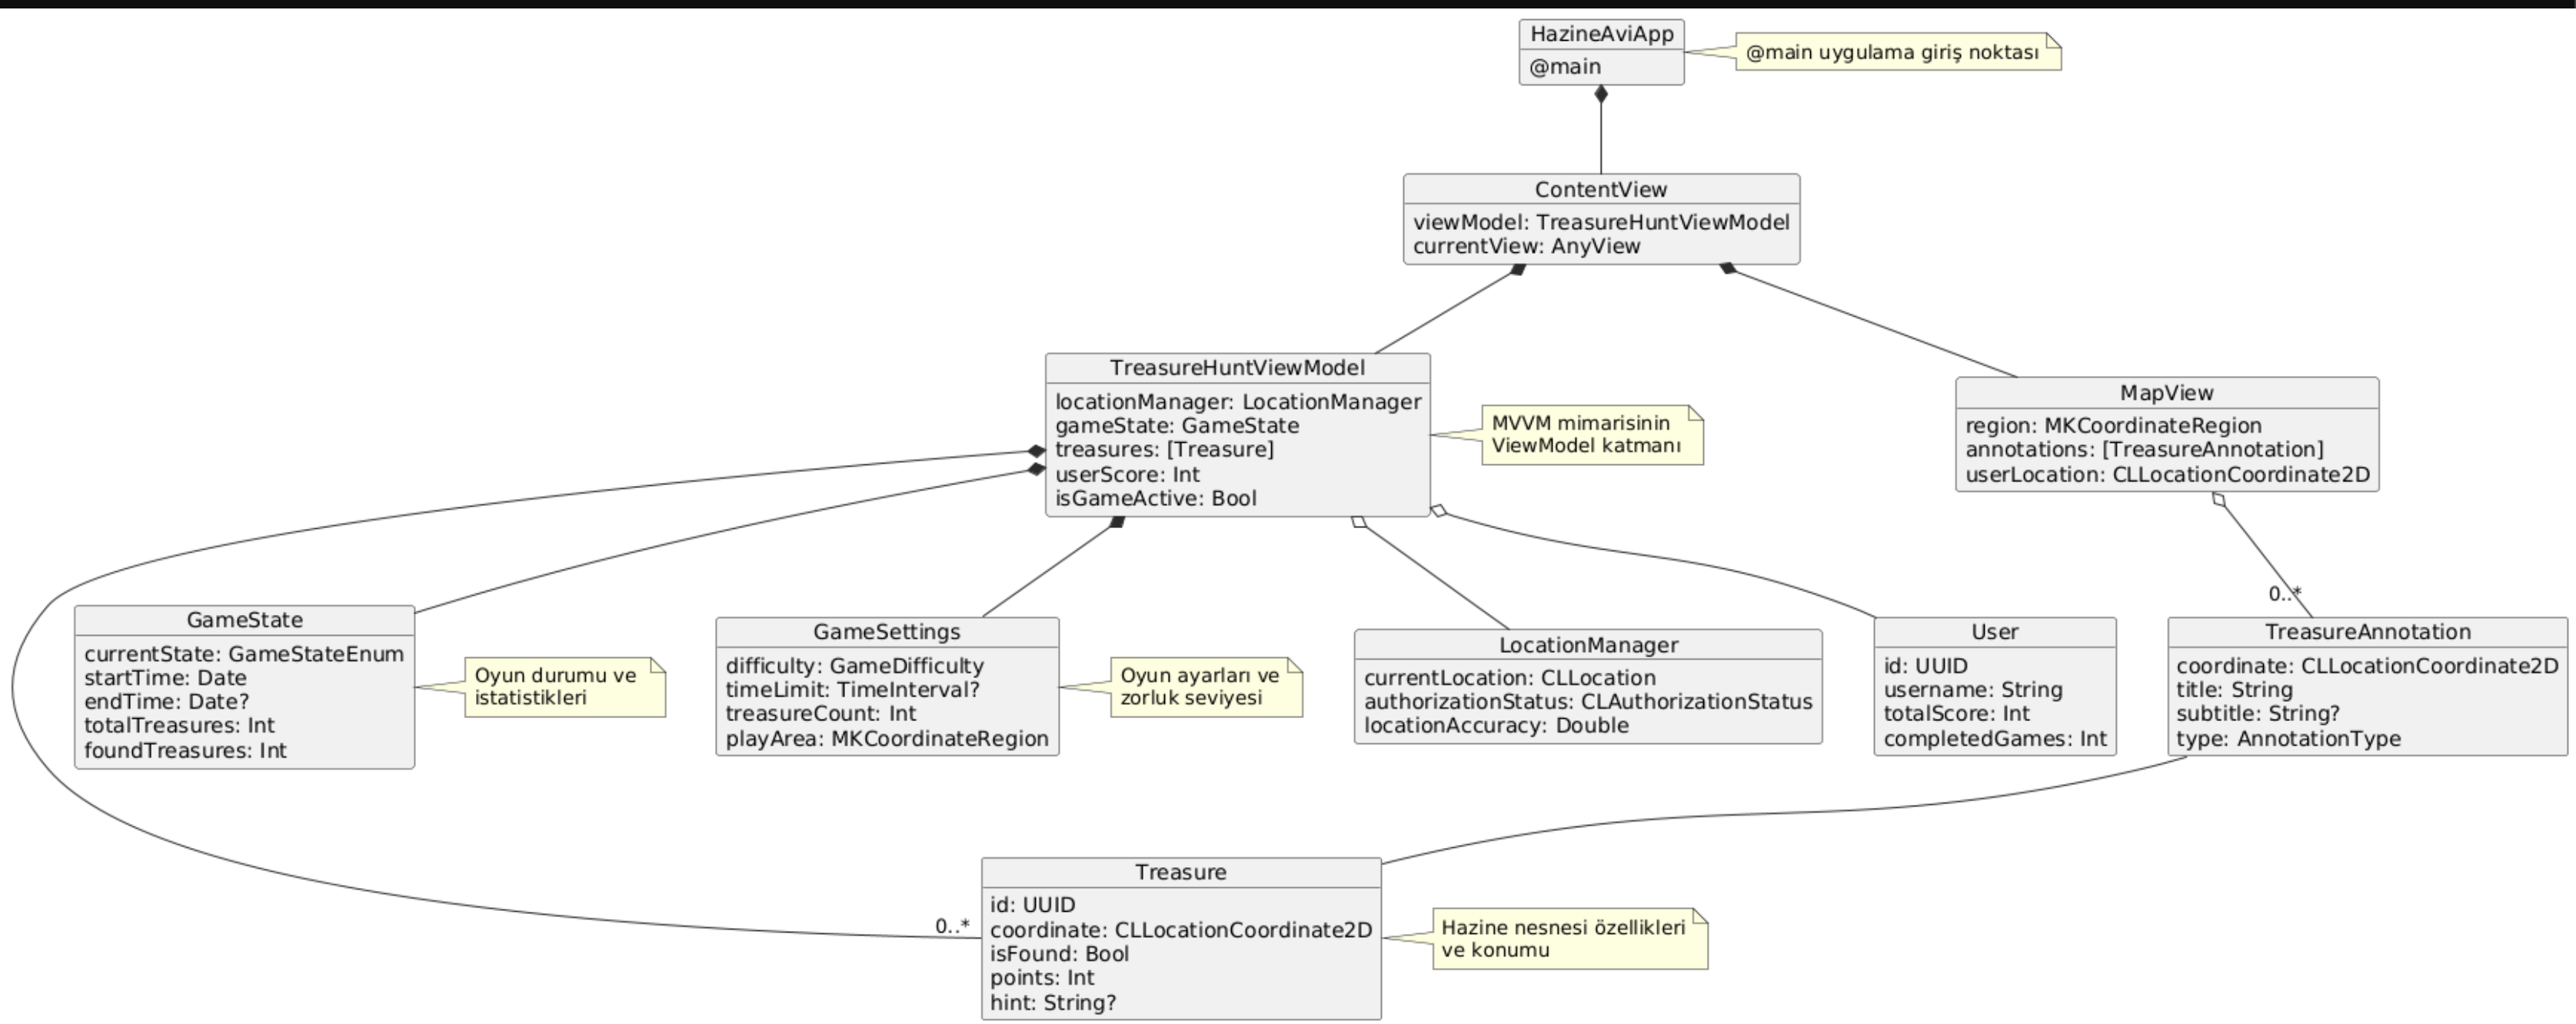 HazineAviApp
@main
@main uygulama giriş noktası
ContentView
viewModel: TreasureHuntViewModel
currentView: AnyView
TreasureHuntViewModel
locationManager: LocationManager
gameState: GameState
treasures: [Treasure]
userScore: Int
isGameActive: Bool
MVVM mimarisinin
ViewModel katmanı
MapView
region: MKCoordinateRegion
annotations: [TreasureAnnotation]
userLocation: CLLocationCoordinate2D
0..*
GameState
currentState: GameStateEnum
startTime: Date
endTime: Date?
totalTreasures: Int
foundTreasures: Int
Oyun durumu ve
istatistikleri
GameSettings
difficulty: GameDifficulty
timeLimit: TimeInterval?
treasureCount: Int
playArea: MKCoordinateRegion
Oyun ayarları ve
zorluk seviyesi
LocationManager
currentLocation: CLLocation
authorizationStatus: CLAuthorizationStatus
locationAccuracy: Double
User
id: UUID
username: String
totalScore: Int
completedGames: Int
TreasureAnnotation
coordinate: CLLocationCoordinate2D
title: String
subtitle: String?
type: AnnotationType
0..*
Treasure
id: UUID
coordinate: CLLocationCoordinate2D
isFound: Bool
points: Int
hint: String?
Hazine nesnesi özellikleri
ve konumu